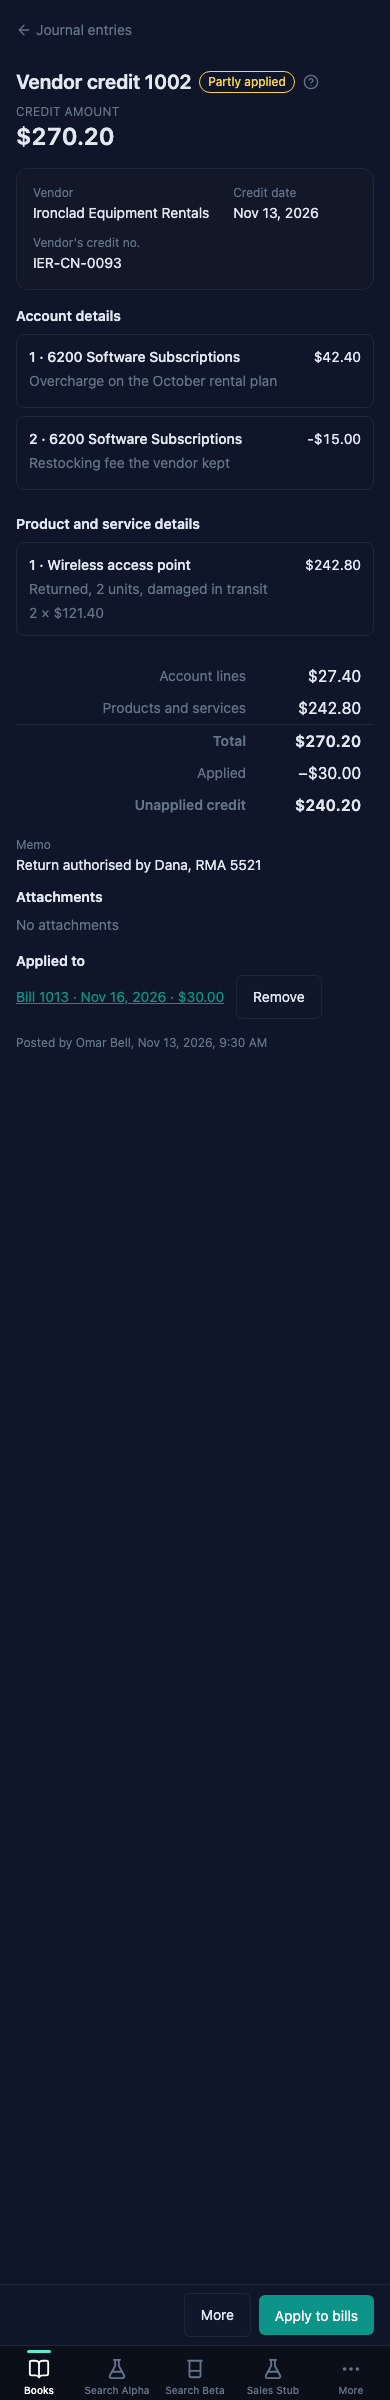 Journal entries
Vendor credit 1002 Partly applied
CREDIT AMOUNT
$270.20
Vendor Credit date
Ironclad Equipment Rentals Nov 13, 2026
Vendor's credit no.
IER-CN-0093
Account details
1 · 6200 Software Subscriptions $42.40
Overcharge on the October rental plan
2 · 6200 Software Subscriptions -$15.00
Restocking fee the vendor kept
Product and service details
1 · Wireless access point $242.80
Returned, 2 units, damaged in transit
2 × $121.40
Account lines $27.40
Products and services $242.80
Total $270.20
Applied –$30.00
Unapplied credit $240.20
Memo
Return authorised by Dana, RMA 5521
Attachments
No attachments
Applied to
Bill 1013 · Nov 16, 2026 · $30.00 Remove
Posted by Omar Bell, Nov 13, 2026, 9:30 AM
More Apply to bills
Books Search Alpha Search Beta Sales Stub More